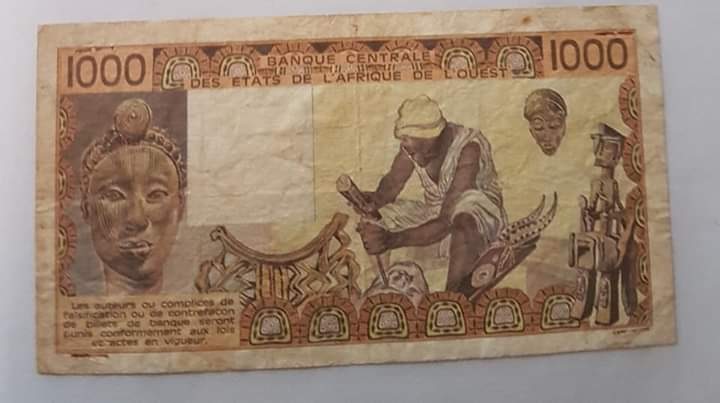 1000
BANQUE CENTRALE
1000
DES ETATS DE L'AFRIQUE DE L'OUEST
Les auteurs ou complices de
falsification ou de contrefaçon
de billets de banque seront
punis conformément aux lois
et actes en vigueur.